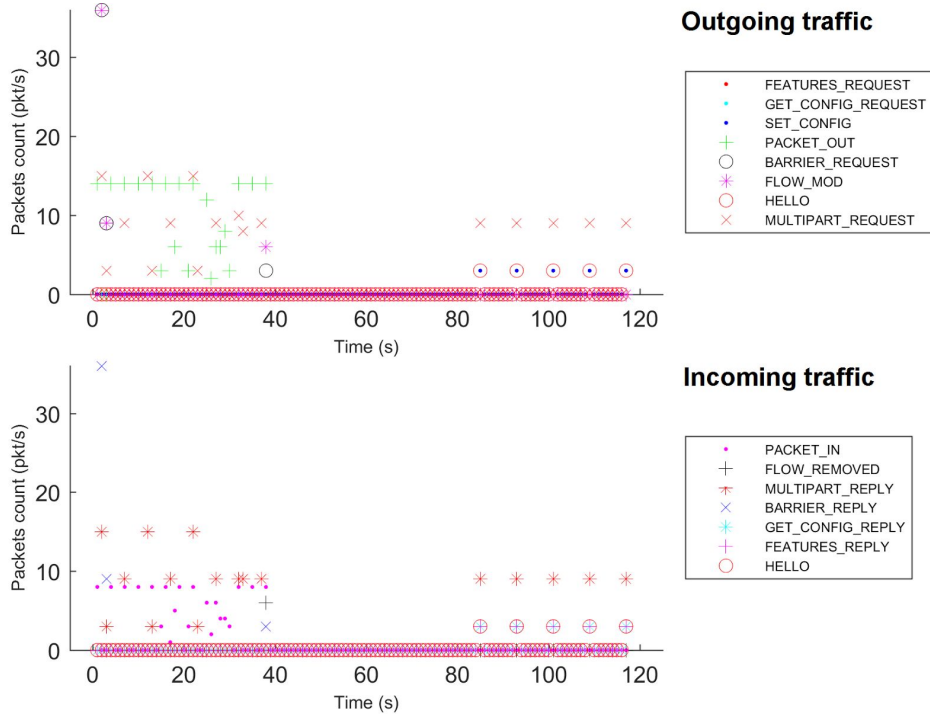 Outgoing traffic
Packets count (pkt/s)
30
20
10
0
0 20 40 60 80 100 120
Time (s)
FEATURES_REQUEST
GET_CONFIG_REQUEST
SET_CONFIG
PACKET_OUT
BARRIER_REQUEST
FLOW_MOD
HELLO
MULTIPART_REQUEST
Incoming traffic
Packets count (pkt/s)
30
20
10
0
0 20 40 60 80 100 120
Time (s)
PACKET_IN
FLOW_REMOVED
MULTIPART_REPLY
BARRIER_REPLY
GET_CONFIG_REPLY
FEATURES_REPLY
HELLO